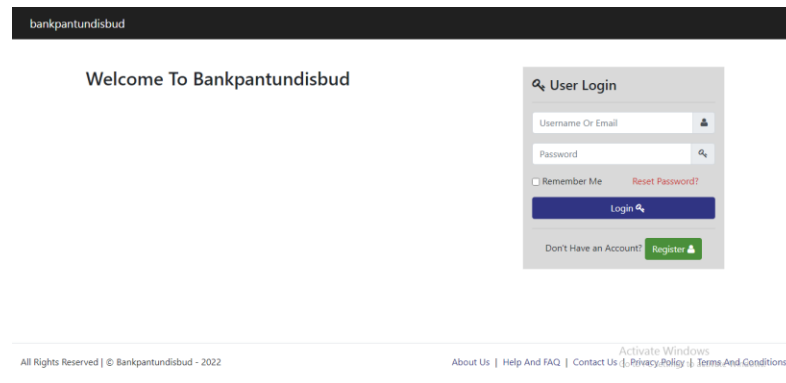 bankpantundisbud
Welcome To Bankpantundisbud
User Login
Username Or Email
Password
Remember Me Reset Password?
Login
Don't Have an Account? Register
Activate Windows
All Rights Reserved | © Bankpantundisbud - 2022
About Us | Help And FAQ | Contact Us | Privacy Policy | Terms And Conditions